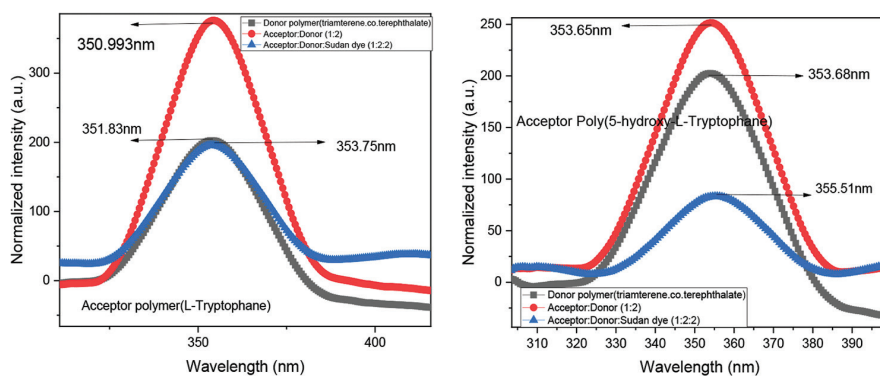 350.993nm
Donor polymer(triamterene.co.terephthalate)
Acceptor:Donor (1:2)
Acceptor:Donor:Sudan dye (1:2:2)
351.83nm
353.75nm
Acceptor polymer(L-Tryptophane)
Normalized intensity (a.u.)
300
200
100
0
350
400
Wavelength (nm)
353.65nm
353.68nm
Acceptor Poly(5-hydroxy-L-Tryptophane)
355.51nm
Donor polymer(triamterene.co.terephthalate)
Acceptor:Donor (1:2)
Acceptor:Donor:Sudan dye (1:2:2)
Normalized intensity (a.u.)
250
200
150
100
50
0
310
320
330
340
350
360
370
380
390
Wavelength (nm)